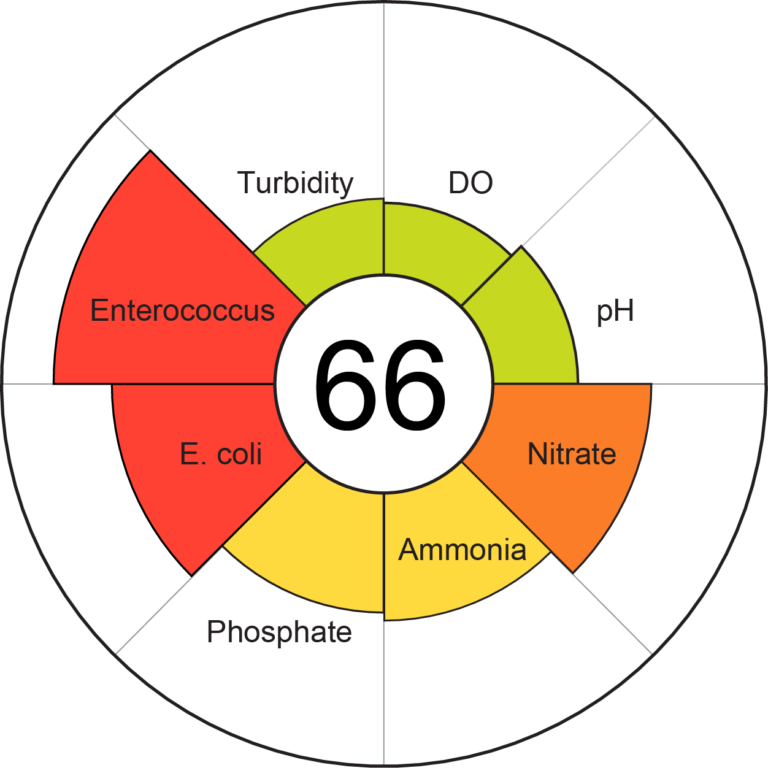 Turbidity
DO
Enterococcus
pH
66
E. coli
Nitrate
Ammonia
Phosphate